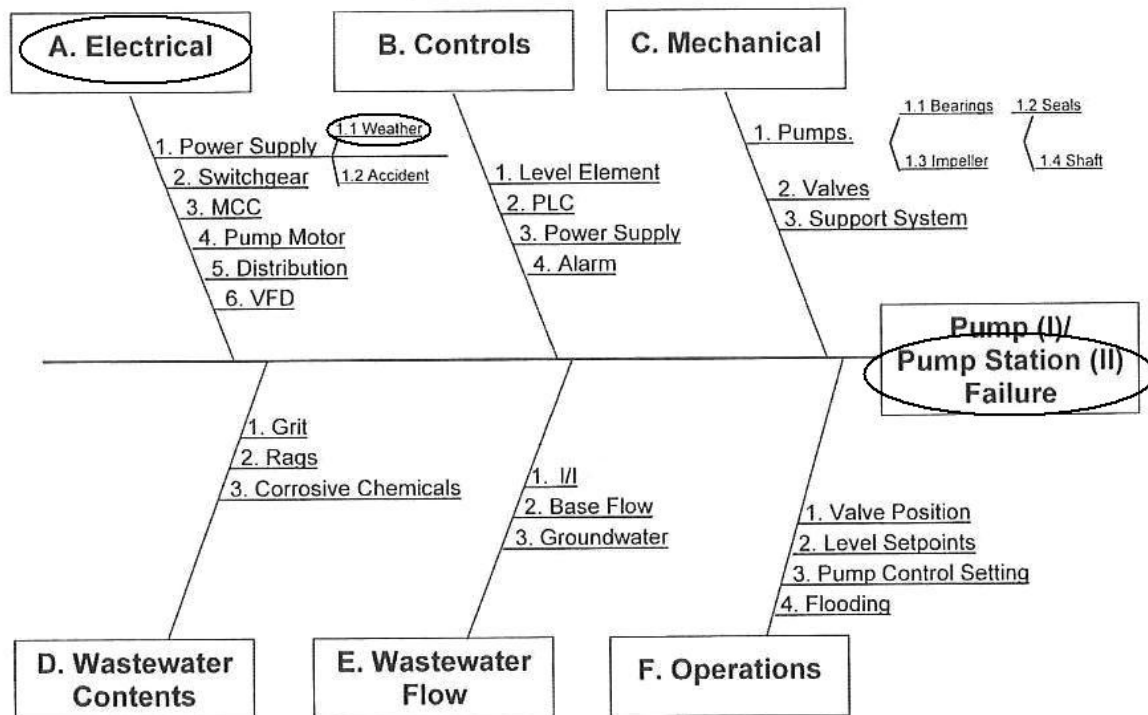 A. Electrical
B. Controls
C. Mechanical
1. Power Supply
1.1 Weather
1.2 Accident
2. Switchgear
3. MCC
4. Pump Motor
5. Distribution
6. VFD
1. Level Element
2. PLC
3. Power Supply
4. Alarm
1. Pumps.
1.1 Bearings
1.2 Seals
1.3 Impeller
1.4 Shaft
2. Valves
3. Support System
Pump (I)/
Pump Station (II)
Failure
1. Grit
2. Rags
3. Corrosive Chemicals
1. I/I
2. Base Flow
3. Groundwater
1. Valve Position
2. Level Setpoints
3. Pump Control Setting
4. Flooding
D. Wastewater
Contents
E. Wastewater
Flow
F. Operations